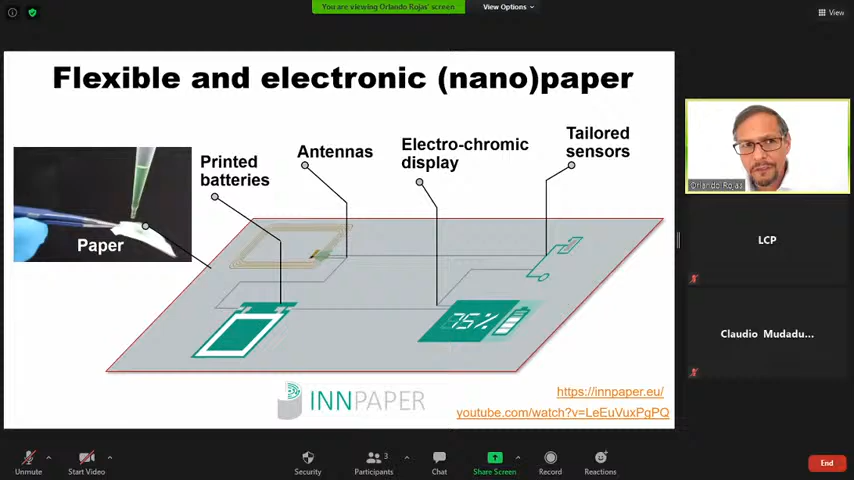 You are viewing Orlando Rojas' screen
View Options
View
Flexible and electronic (nano)paper
Printed
batteries
Antennas
Electro-chromic
display
Tailored
sensors
Paper
75%
INNPAPER
https://innpaper.eu/
youtube.com/watch?v=LeEuVuxPgPQ
Orlando Rojas
LCP
Claudio Mudadu...
Unmute
Start Video
Security
Participants
3
Chat
Share Screen
Record
Reactions
End